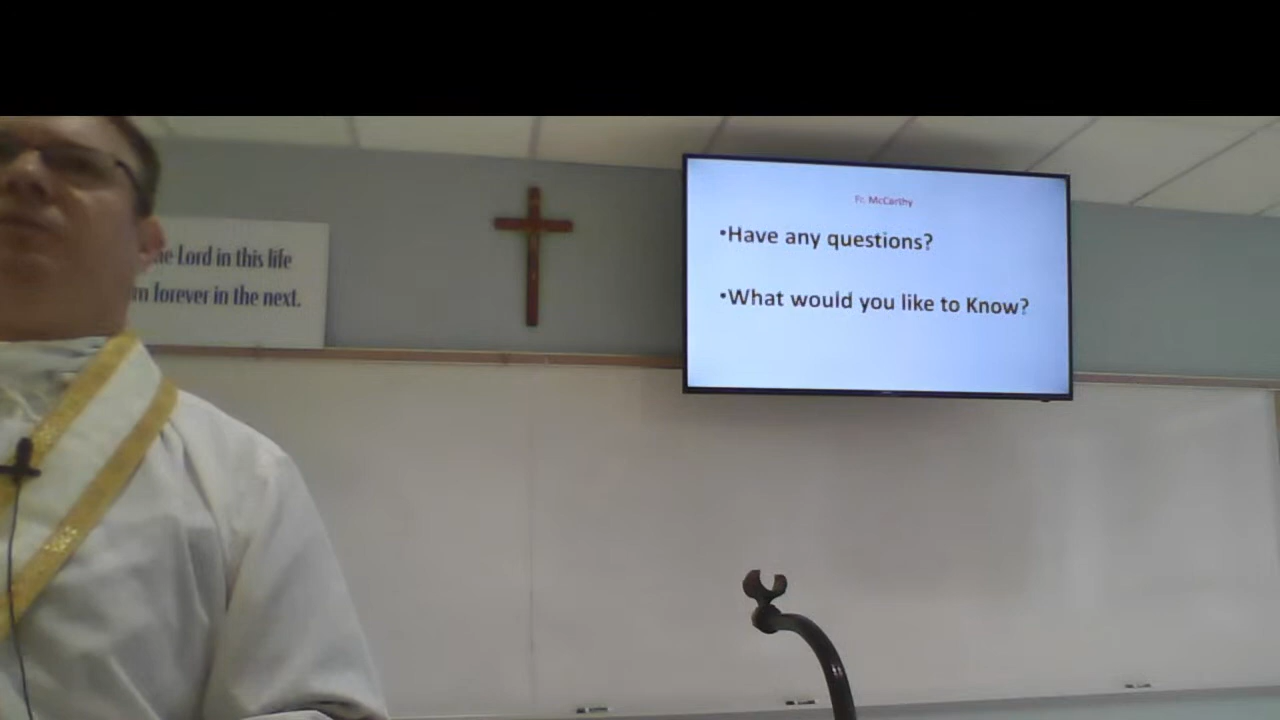 Fr. McCarthy
•Have any questions?
•What would you like to Know?
Lord in this life
forever in the next.